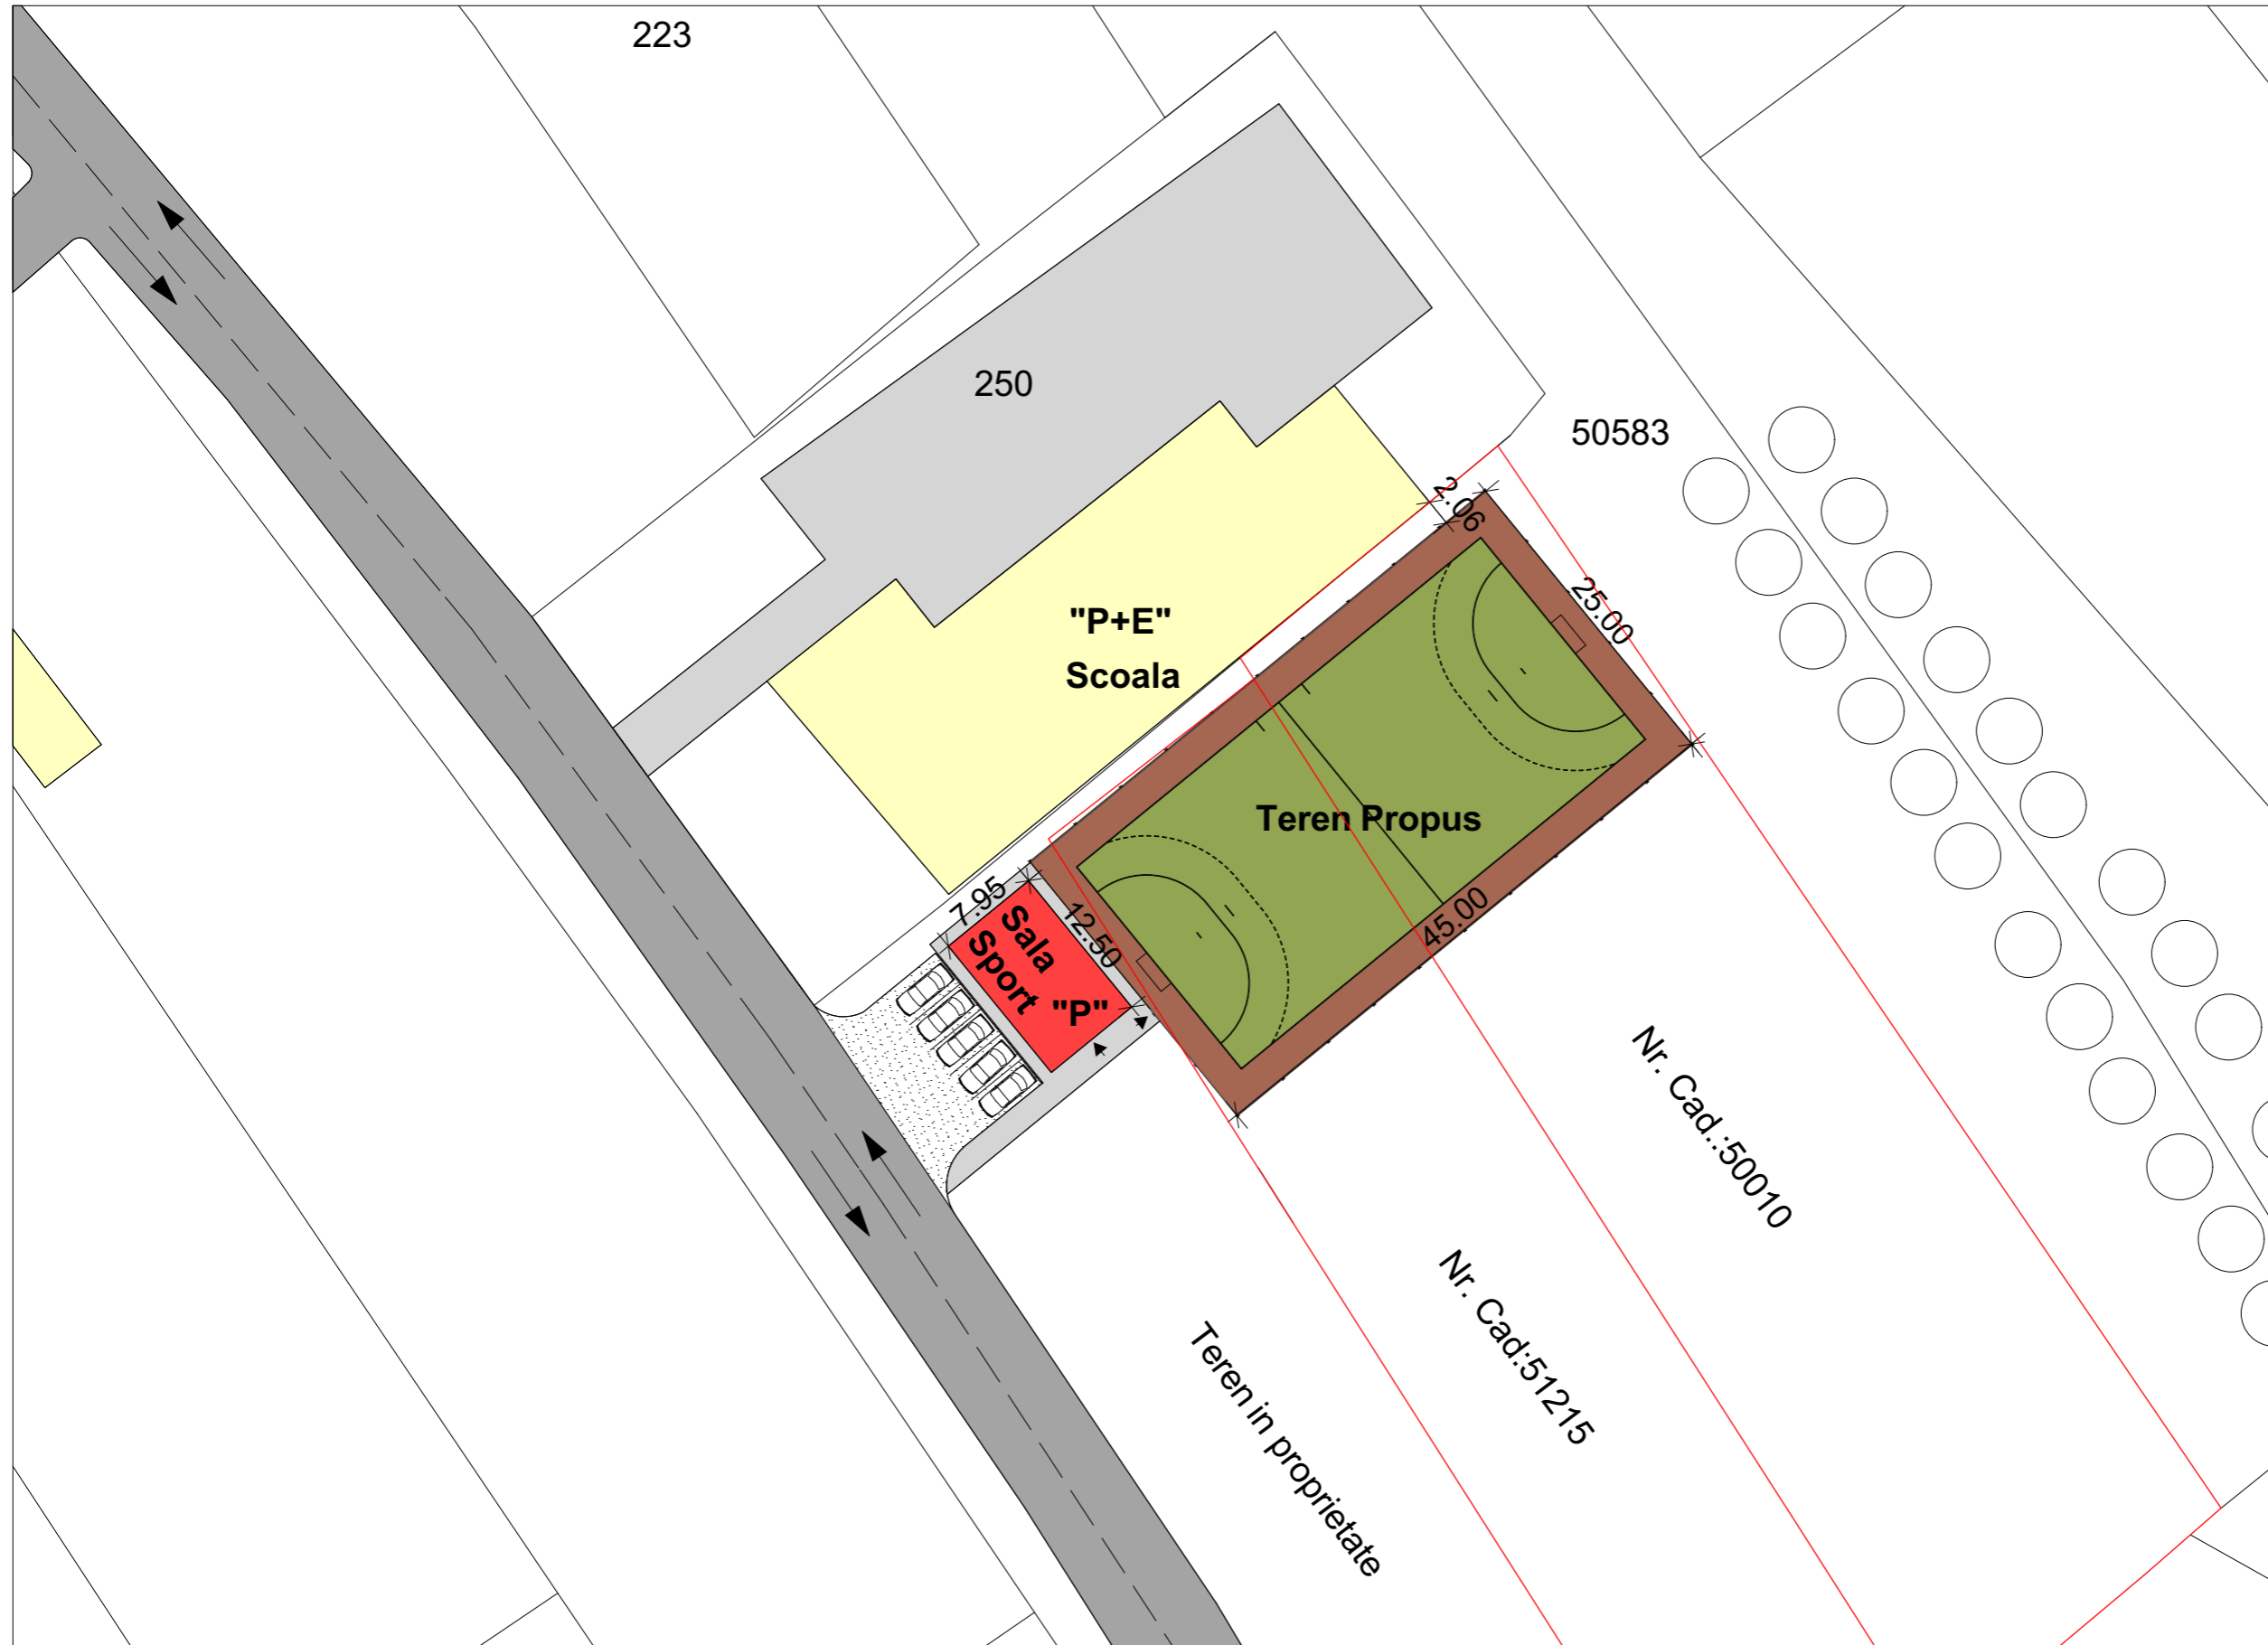 223
250
50583
2.06
25.00
"P+E"
Scoala
Teren Propus
7.95
12.50
45.00
Sala
Sport "P"
Nr. Cad.:50010
Nr. Cad:51215
Teren in proprietate